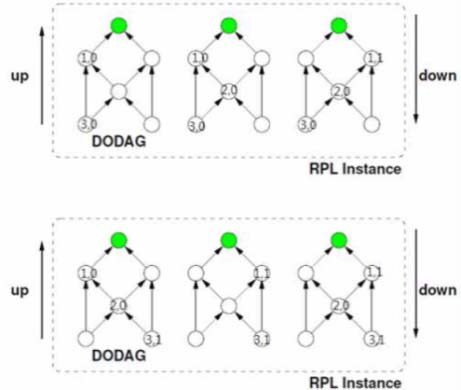 1,0 1,0 1,1
up down
2,0 2,0
3,0 3,0 3,0
DODAG
RPL Instance
1,0 1,1 1,1
up down
2,0 2,0
3,1 3,1 3,1
DODAG
RPL Instance